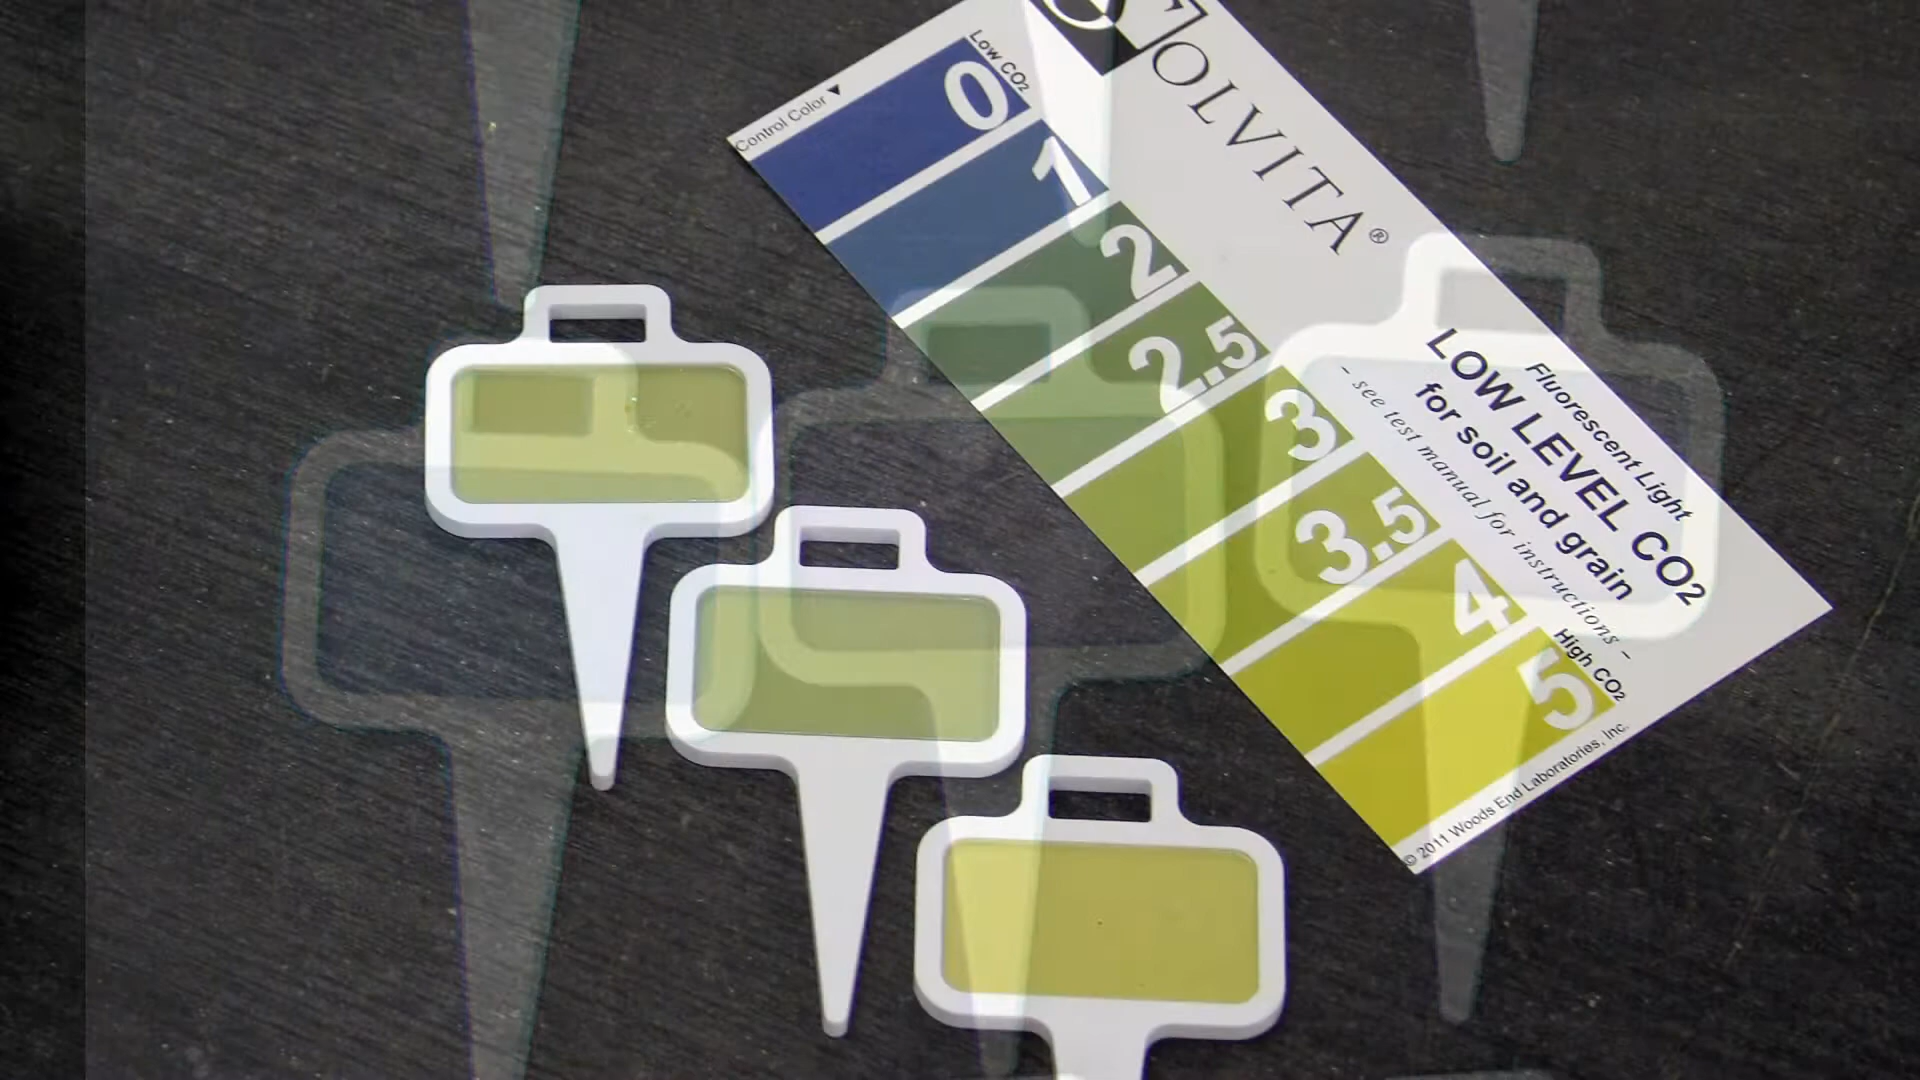 SOLVITA®
Fluorescent Light
LOW LEVEL CO2
for soil and grain
- see test manual for instructions -
Control Color ▼
Low CO2
0
1
2
2.5
3
3.5
4
5
High CO2
© 2011 Woods End Laboratories, Inc.